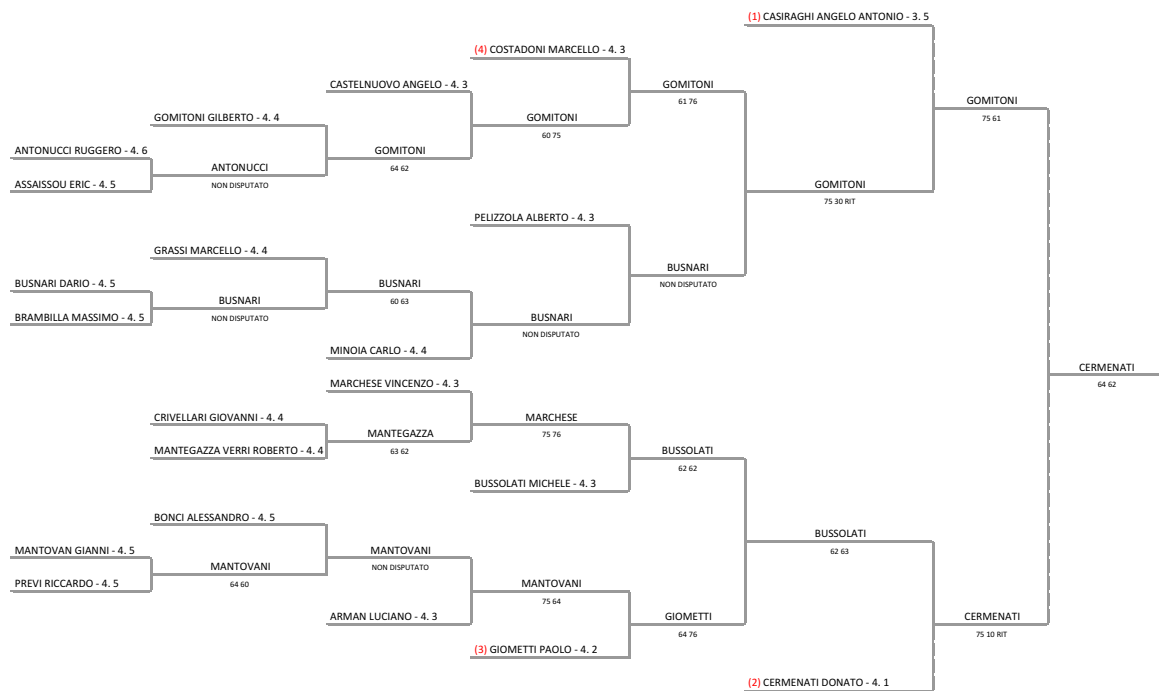 (1) CASIRAGHI ANGELO ANTONIO - 3. 5
(4) COSTADONI MARCELLO - 4. 3
CASTELNUOVO ANGELO - 4. 3
GOMITONI
61 76
GOMITONI
75 61
GOMITONI GILBERTO - 4. 4
GOMITONI
60 75
ANTONUCCI RUGGERO - 4. 6
GOMITONI
64 62
ANTONUCCI
NON DISPUTATO
ASSAISSOU ERIC - 4. 5
GOMITONI
75 30 RIT
PELIZZOLA ALBERTO - 4. 3
GRASSI MARCELLO - 4. 4
BUSNARI
NON DISPUTATO
BUSNARI DARIO - 4. 5
BUSNARI
60 63
BUSNARI
NON DISPUTATO
BRAMBILLA MASSIMO - 4. 5
BUSNARI
NON DISPUTATO
MINOIA CARLO - 4. 4
CERMENATI
64 62
MARCHESE VINCENZO - 4. 3
CRIVELLARI GIOVANNI - 4. 4
MARCHESE
75 76
MANTEGAZZA
63 62
MANTEGAZZA VERRI ROBERTO - 4. 4
BUSSOLATI
62 62
BUSSOLATI MICHELE - 4. 3
BONCI ALESSANDRO - 4. 5
BUSSOLATI
62 63
MANTOVAN GIANNI - 4. 5
MANTOVANI
NON DISPUTATO
MANTOVANI
64 60
PREVI RICCARDO - 4. 5
MANTOVANI
75 64
ARMAN LUCIANO - 4. 3
GIOMETTI
64 76
CERMENATI
75 10 RIT
(3) GIOMETTI PAOLO - 4. 2
(2) CERMENATI DONATO - 4. 1